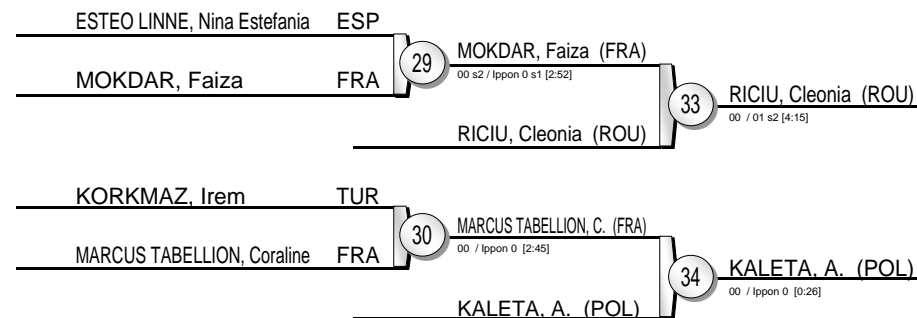 ESTEO LINNE, Nina Estefania ESP
29
MOKDAR, Faiza (FRA)
00 s2 / Ippon 0 s1 [2:52]
MOKDAR, Faiza FRA
33
RICIU, Cleonia (ROU)
00 / 01 s2 [4:15]
RICIU, Cleonia (ROU)
KORKMAZ, Irem TUR
30
MARCUS TABELLION, C. (FRA)
00 / Ippon 0 [2:45]
MARCUS TABELLION, Coraline FRA
34
KALETA, A. (POL)
00 / Ippon 0 [0:26]
KALETA, A. (POL)